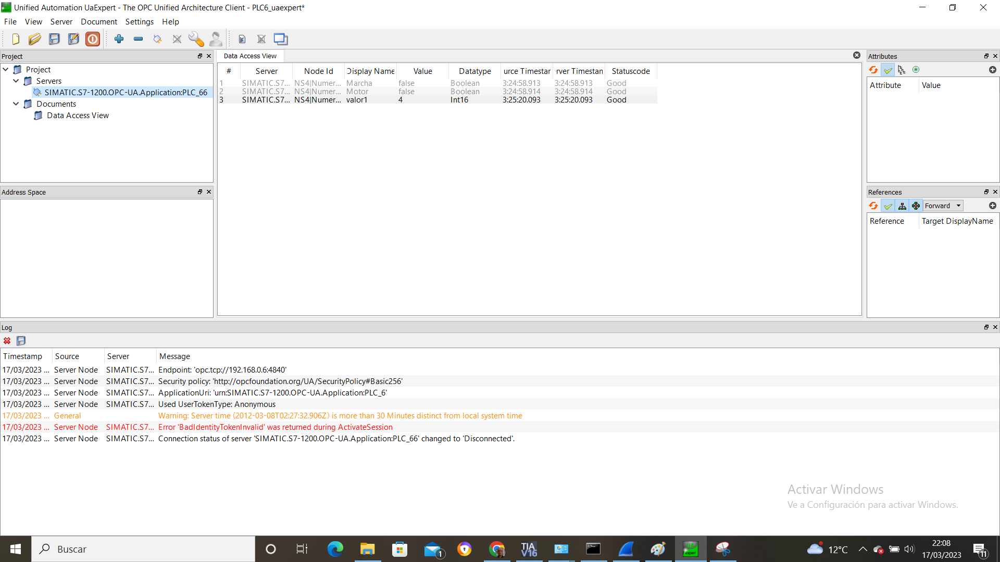 Unified Automation UaExpert - The OPC Unified Architecture Client - PLC6_uaexpert*
File View Server Document Settings Help
Project
Project
Servers
SIMATIC.S7-1200.OPC-UA.Application:PLC_66
Documents
Data Access View
Address Space
Data Access View
# Server Node Id Display Name Value Datatype urce Timestar rver Timestan Statuscode
1 SIMATIC.S7... NS4|Numer... Marcha false Boolean 3:24:58.913 3:24:58.913 Good
2 SIMATIC.S7... NS4|Numer... Motor false Boolean 3:24:58.914 3:24:58.914 Good
3 SIMATIC.S7... NS4|Numer... valor1 4 Int16 3:25:20.093 3:25:20.093 Good
Attributes
Attribute Value
References
Forward
Reference Target DisplayName
Log
Timestamp Source Server Message
17/03/2023 ... Server Node SIMATIC.S7... Endpoint: 'opc.tcp://192.168.0.6:4840'
17/03/2023 ... Server Node SIMATIC.S7... Security policy: 'http://opcfoundation.org/UA/SecurityPolicy#Basic256'
17/03/2023 ... Server Node SIMATIC.S7... ApplicationUri: 'urn:SIMATIC.S7-1200.OPC-UA.Application:PLC_6'
17/03/2023 ... Server Node SIMATIC.S7... Used UserTokenType: Anonymous
17/03/2023 ... General Warning: Server time (2012-03-08T02:27:32.906Z) is more than 30 Minutes distinct from local system time
17/03/2023 ... Server Node SIMATIC.S7... Error 'BadIdentityTokenInvalid' was returned during ActivateSession
17/03/2023 ... Server Node SIMATIC.S7... Connection status of server 'SIMATIC.S7-1200.OPC-UA.Application:PLC_66' changed to 'Disconnected'.
Activar Windows
Ve a Configuración para activar Windows.
Buscar
1
TIA V16
UA expert
12°C
22:08
17/03/2023
11